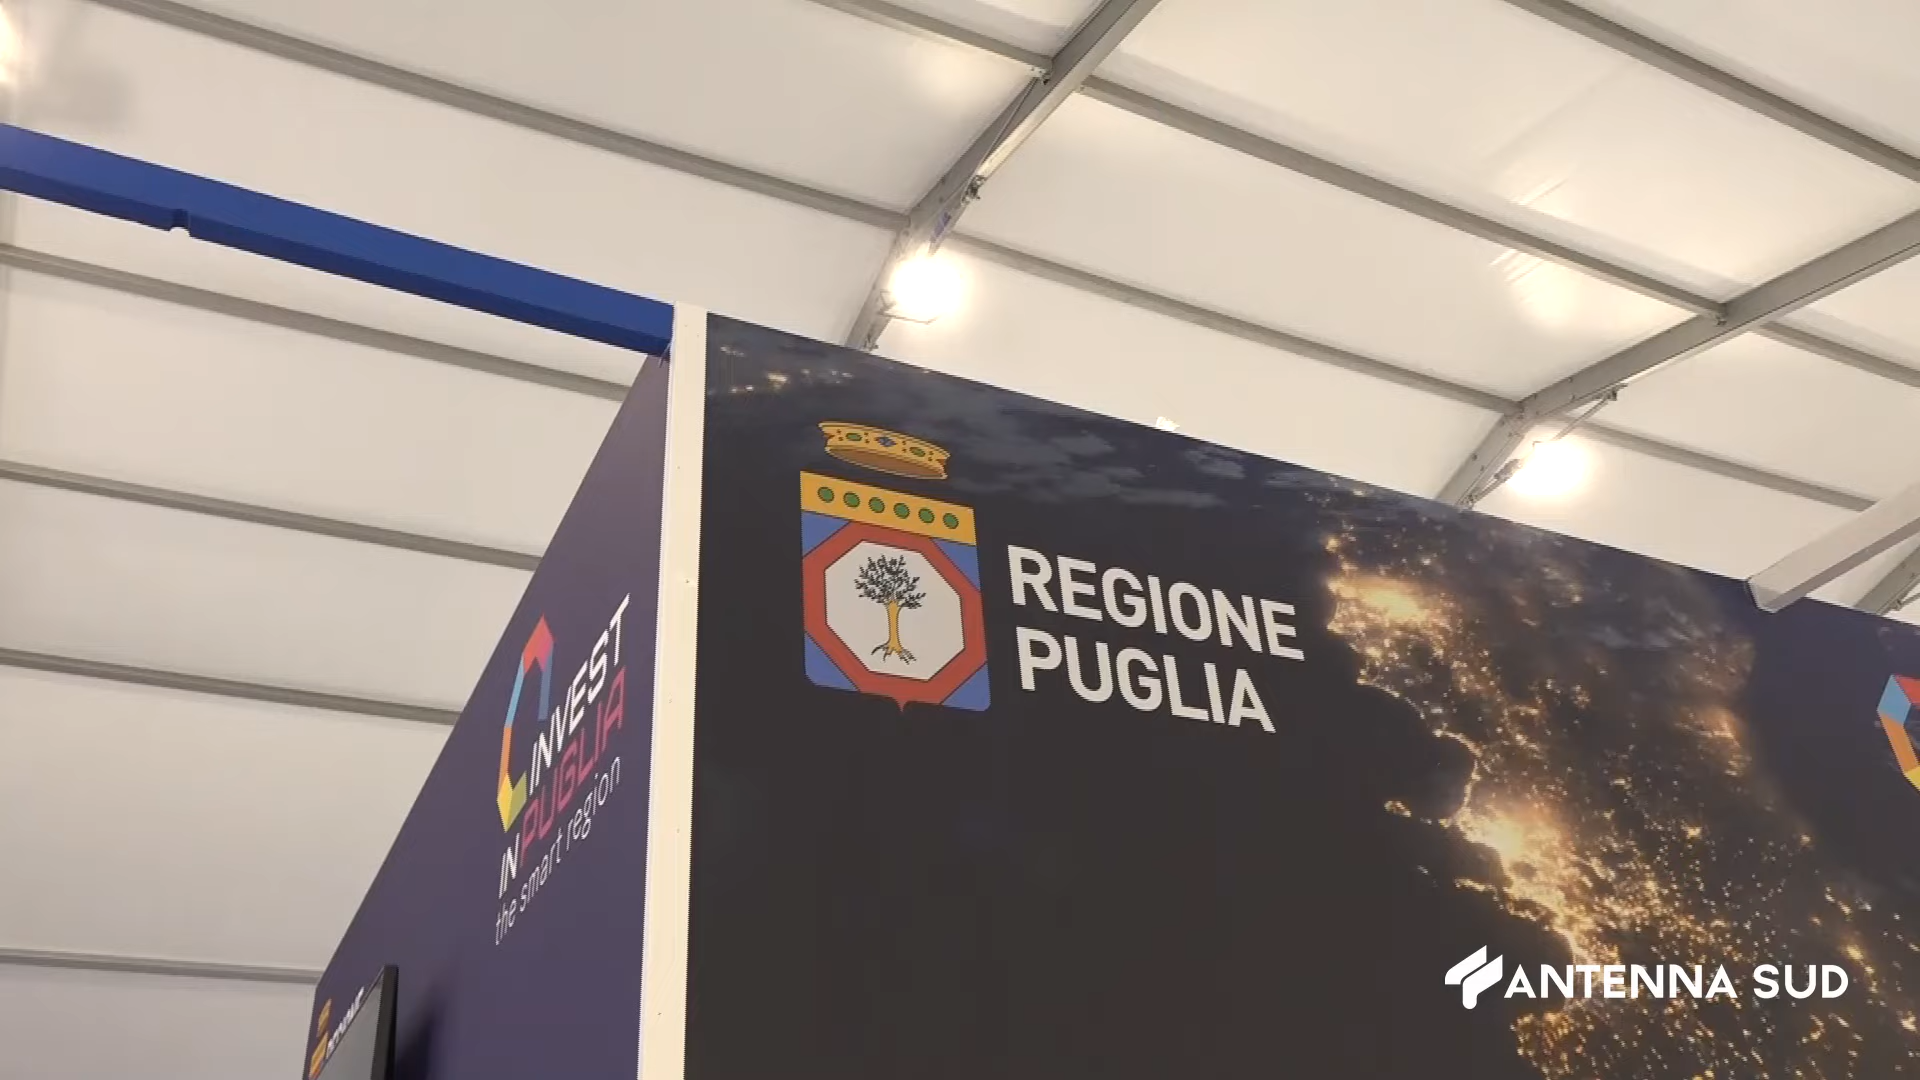 REGIONE
PUGLIA
INVEST
IN PUGLIA
the smart region
ANTENNA SUD